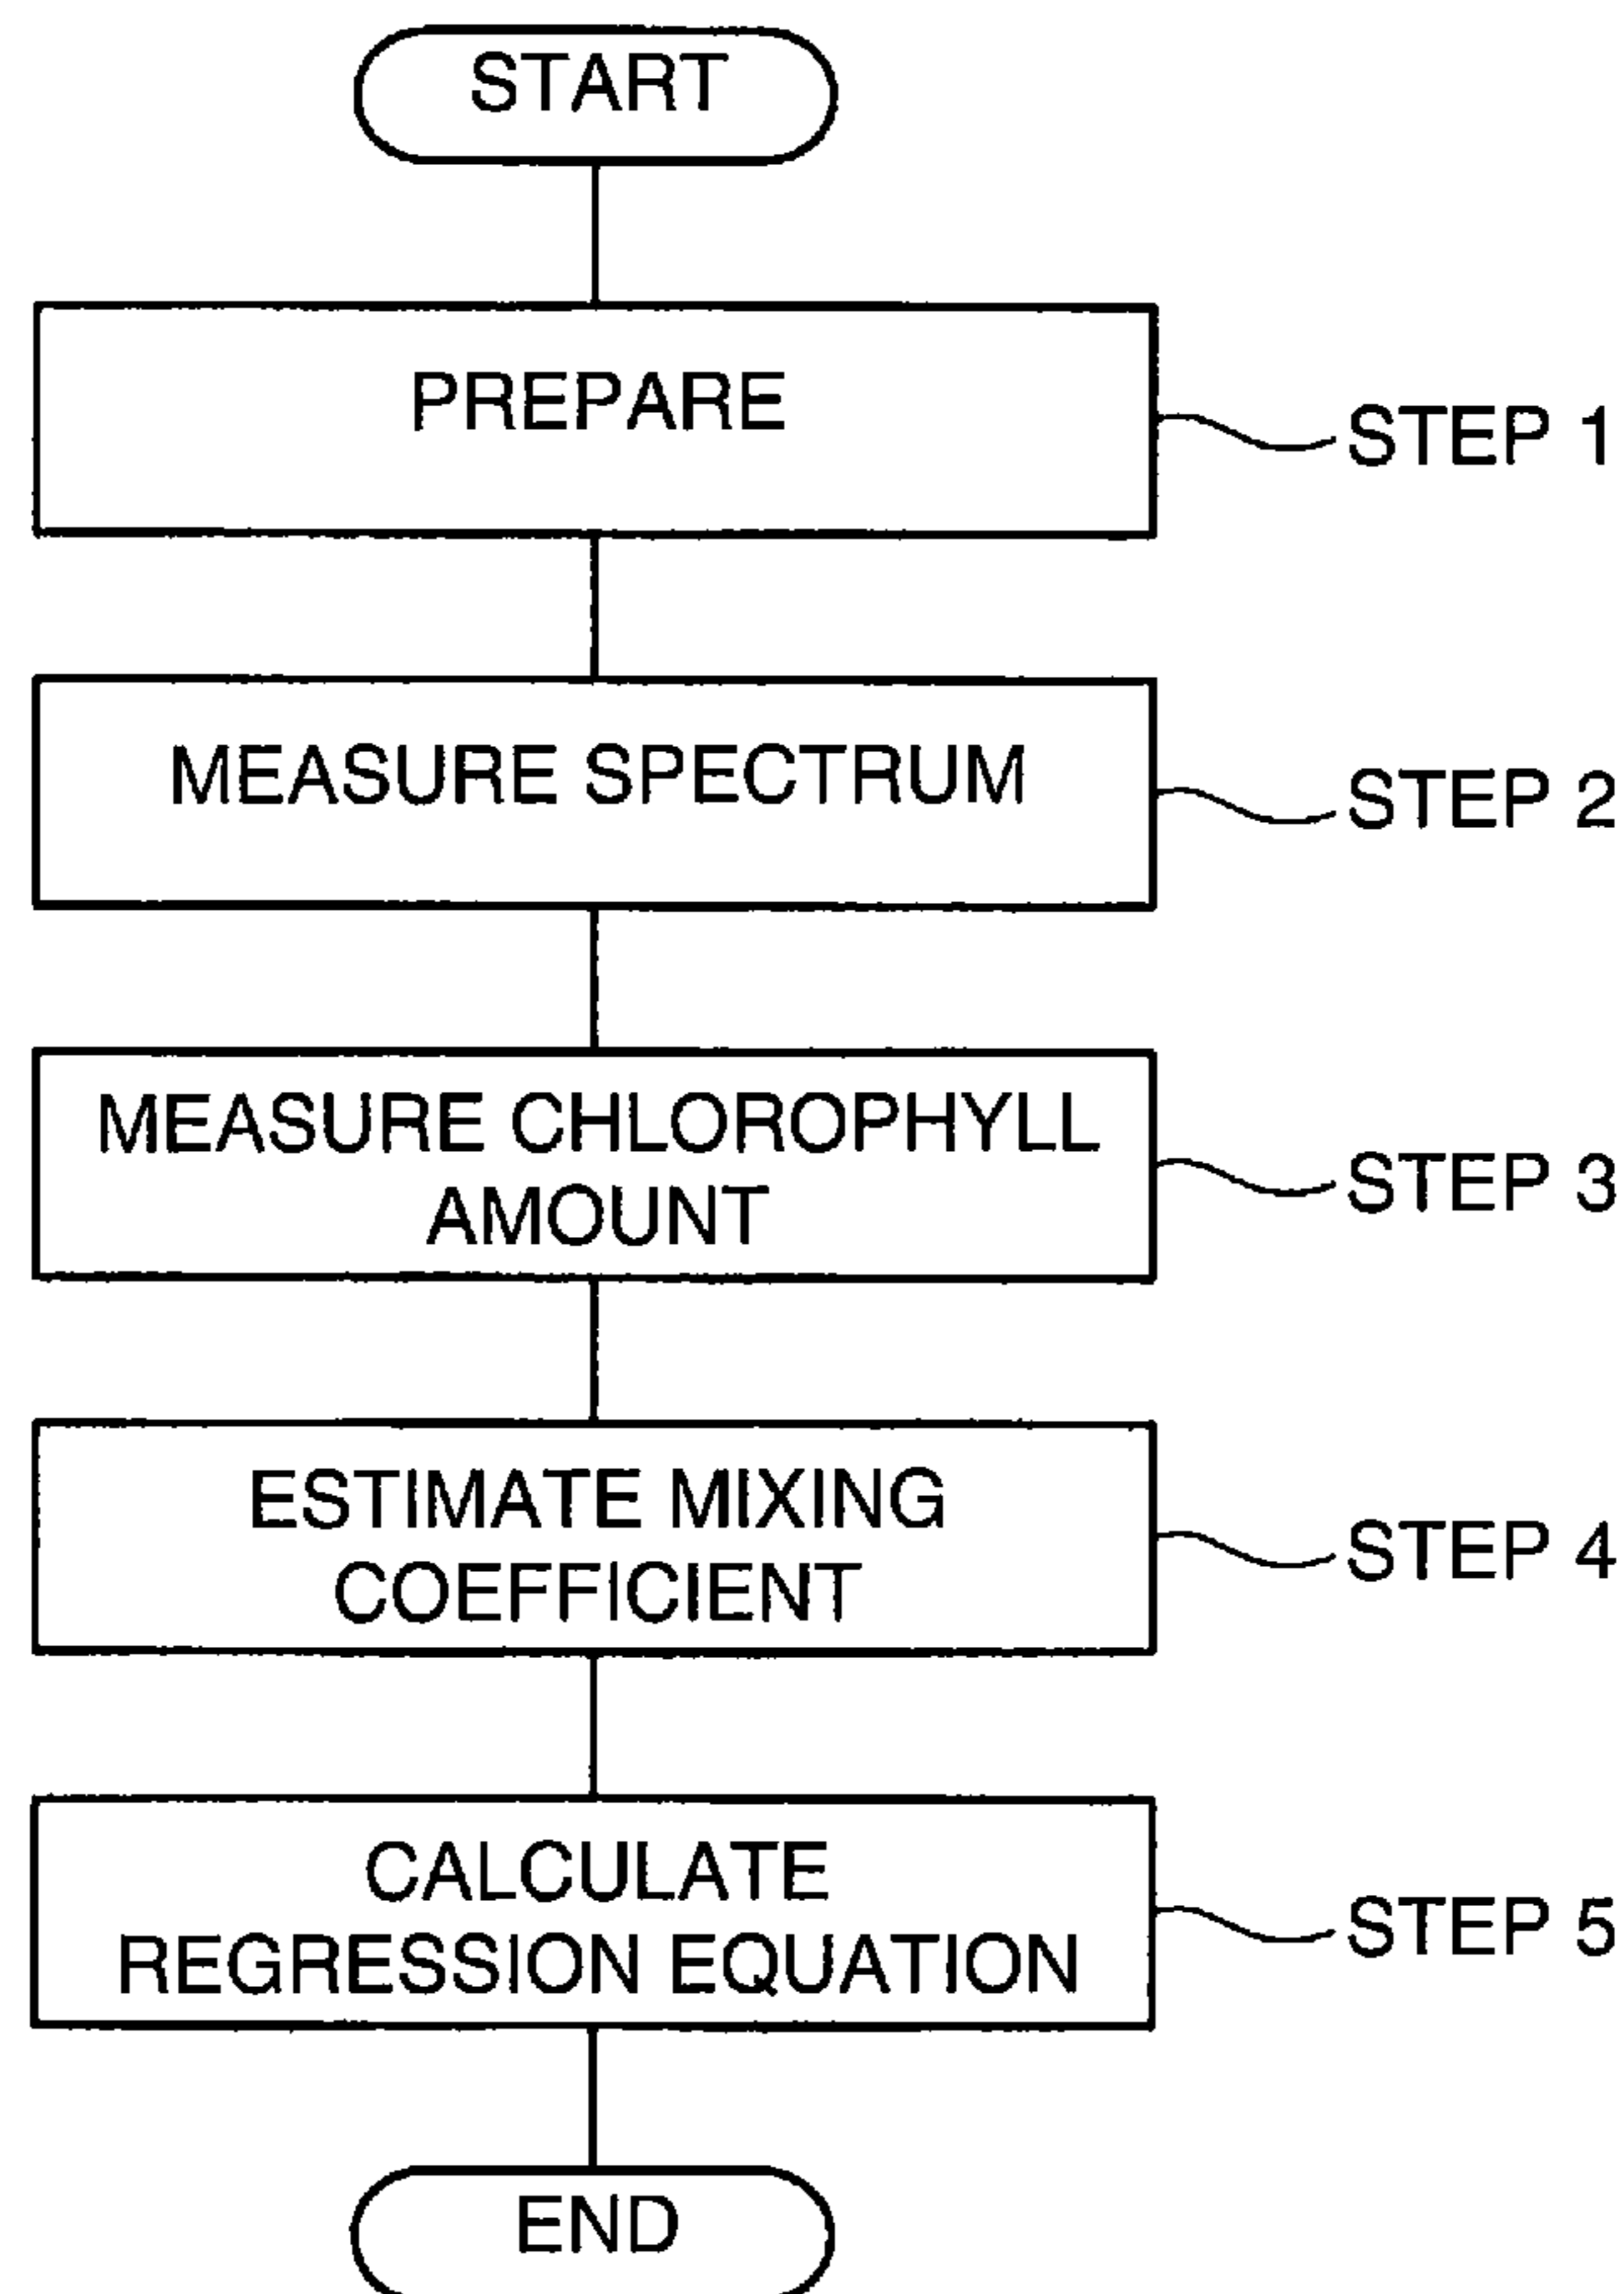 START
PREPARE
STEP 1
MEASURE SPECTRUM
STEP 2
MEASURE CHLOROPHYLL
AMOUNT
STEP 3
ESTIMATE MIXING
COEFFICIENT
STEP 4
CALCULATE
REGRESSION EQUATION
STEP 5
END